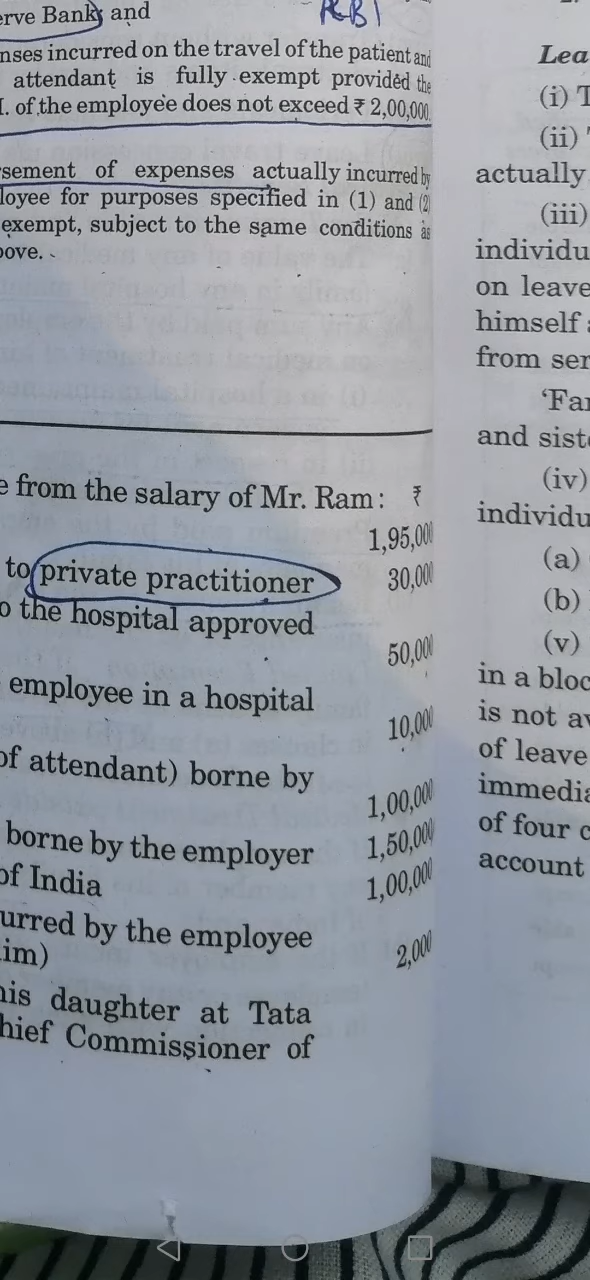 erve Bank; and
RBI
nses incurred on the travel of the patient and
attendant is fully exempt provided the
I. of the employee does not exceed ₹ 2,00,000.
sement of expenses actually incurred by
loyee for purposes specified in (1) and (2)
exempt, subject to the same conditions as
bove.
e from the salary of Mr. Ram: ₹
1,95,000
to private practitioner 30,000
o the hospital approved
50,000
employee in a hospital
10,000
of attendant) borne by
1,00,000
borne by the employer 1,50,000
of India 1,00,000
urred by the employee
im) 2,000
his daughter at Tata
hief Commissioner of
Lea
(i) T
(ii)
actually
(iii)
individu
on leave
himself
from ser
'Fa
and sist
(iv)
individu
(a)
(b)
(v)
in a bloc
is not av
of leave
immedia
of four c
account